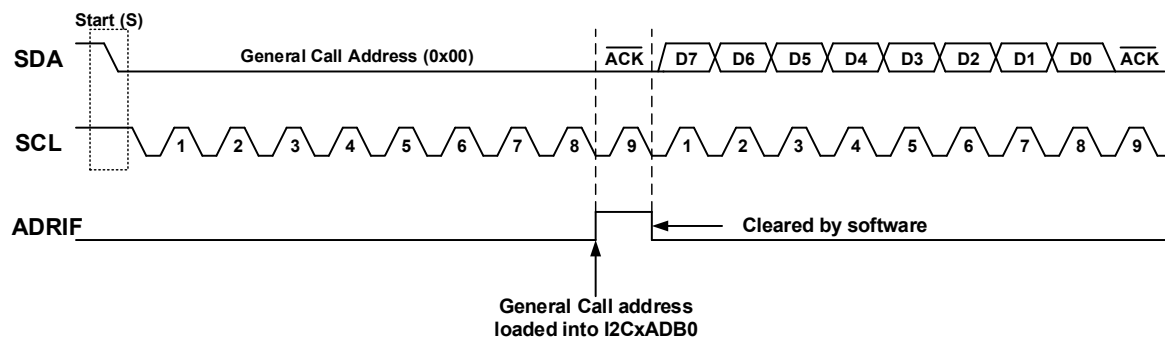 Start (S)
SDA General Call Address (0x00) ACK D7 D6 D5 D4 D3 D2 D1 D0 ACK
SCL 1 2 3 4 5 6 7 8 9 1 2 3 4 5 6 7 8 9
ADRIF Cleared by software
General Call address
loaded into I2CxADB0